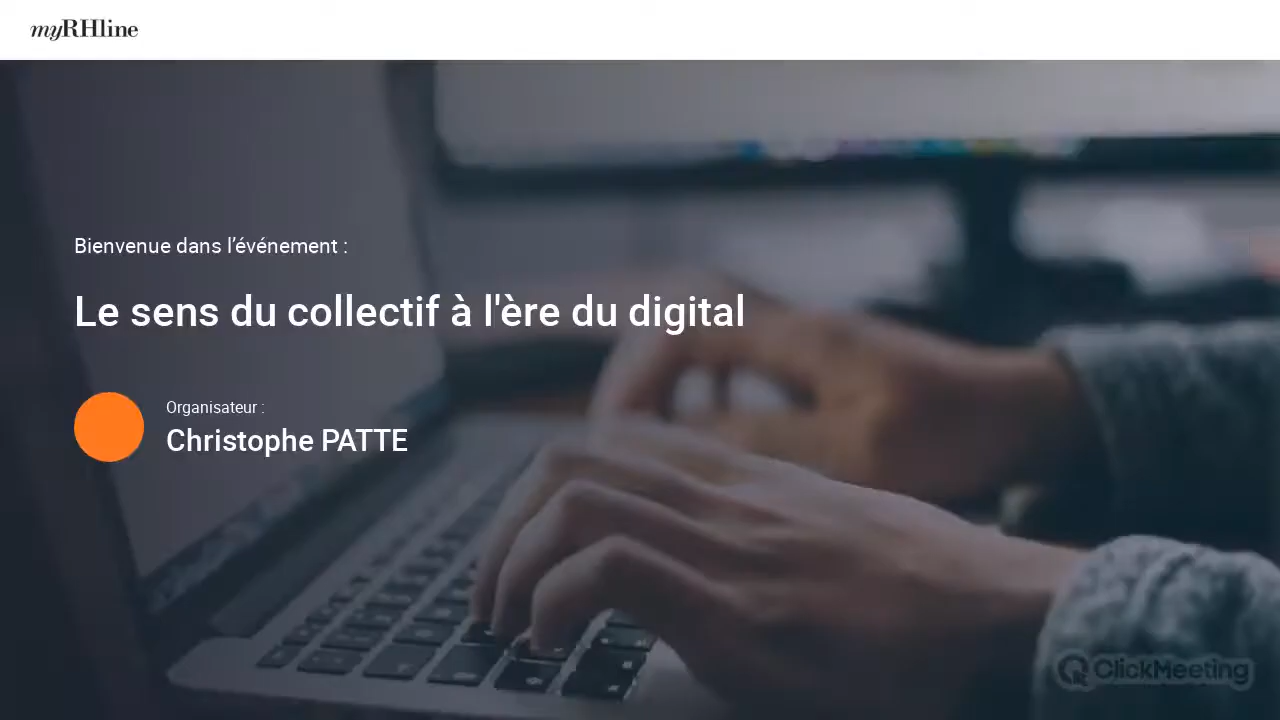 myRHline
Bienvenue dans l’événement :
Le sens du collectif à l'ère du digital
Organisateur :
Christophe PATTE
ClickMeeting